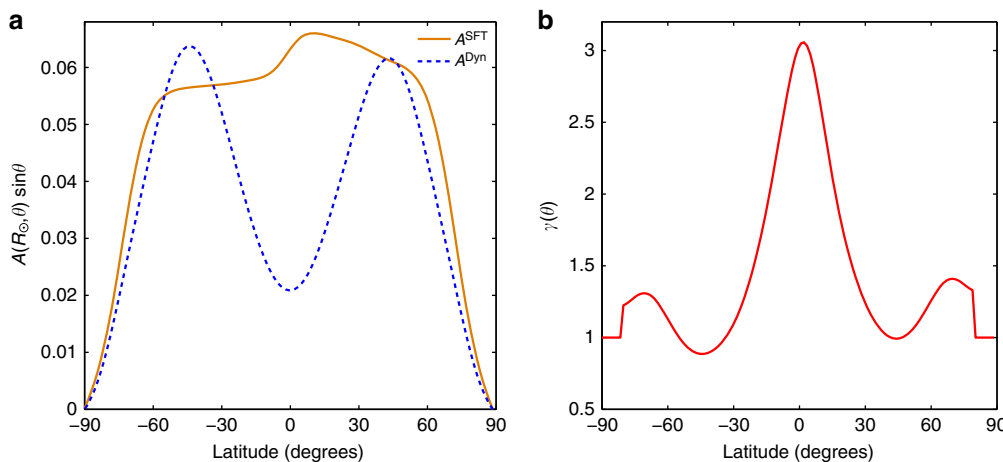 a
A^SFT
A^Dyn
A(R⊙,θ) sinθ
0.06
0.05
0.04
0.03
0.02
0.01
0
−90 −60 −30 0 30 60 90
Latitude (degrees)
b
γ(θ)
3
2.5
2
1.5
1
0.5
−90 −60 −30 0 30 60 90
Latitude (degrees)